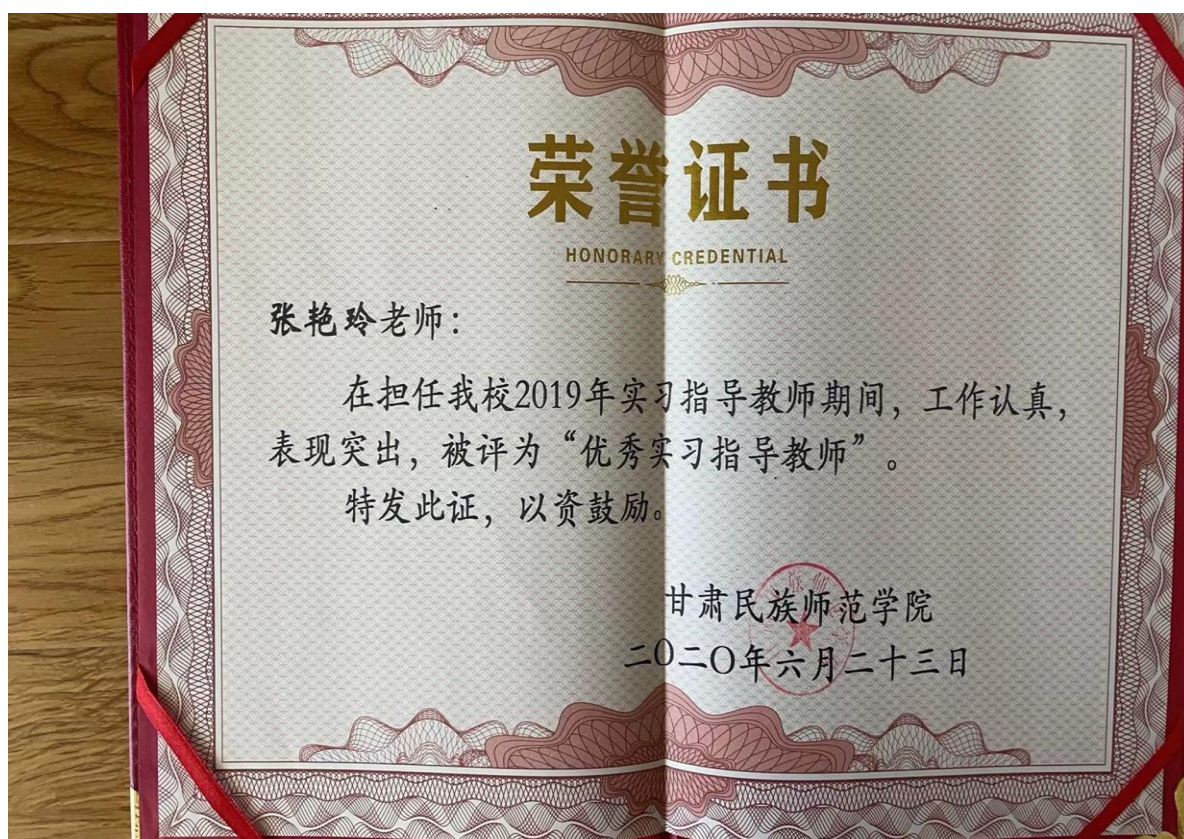 荣誉证书
HONORARY CREDENTIAL
张艳玲老师：
在担任我校2019年实习指导教师期间，工作认真，
表现突出，被评为“优秀实习指导教师”。
特发此证，以资鼓励。
甘肃民族师范学院
二〇二〇年六月二十三日